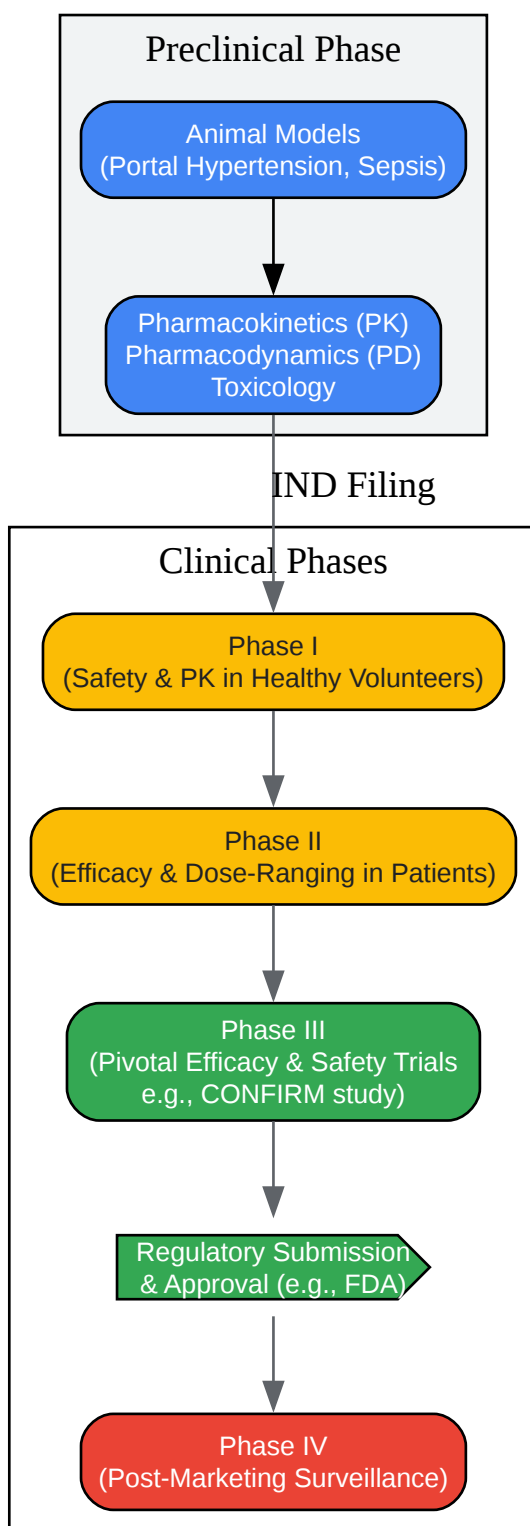 Preclinical Phase
Animal Models
(Portal Hypertension, Sepsis)
Pharmacokinetics (PK)
Pharmacodynamics (PD)
Toxicology
IND Filing
Clinical Phases
Phase I
(Safety & PK in Healthy Volunteers)
Phase II
(Efficacy & Dose-Ranging in Patients)
Phase III
(Pivotal Efficacy & Safety Trials
e.g., CONFIRM study)
Regulatory Submission
& Approval (e.g., FDA)
Phase IV
(Post-Marketing Surveillance)